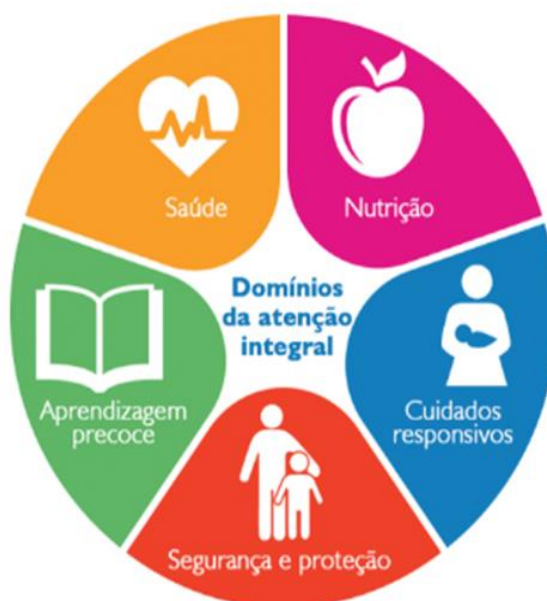 Saúde
Nutrição
Domínios
da atenção
integral
Aprendizagem
precoce
Cuidados
responsivos
Segurança e proteção